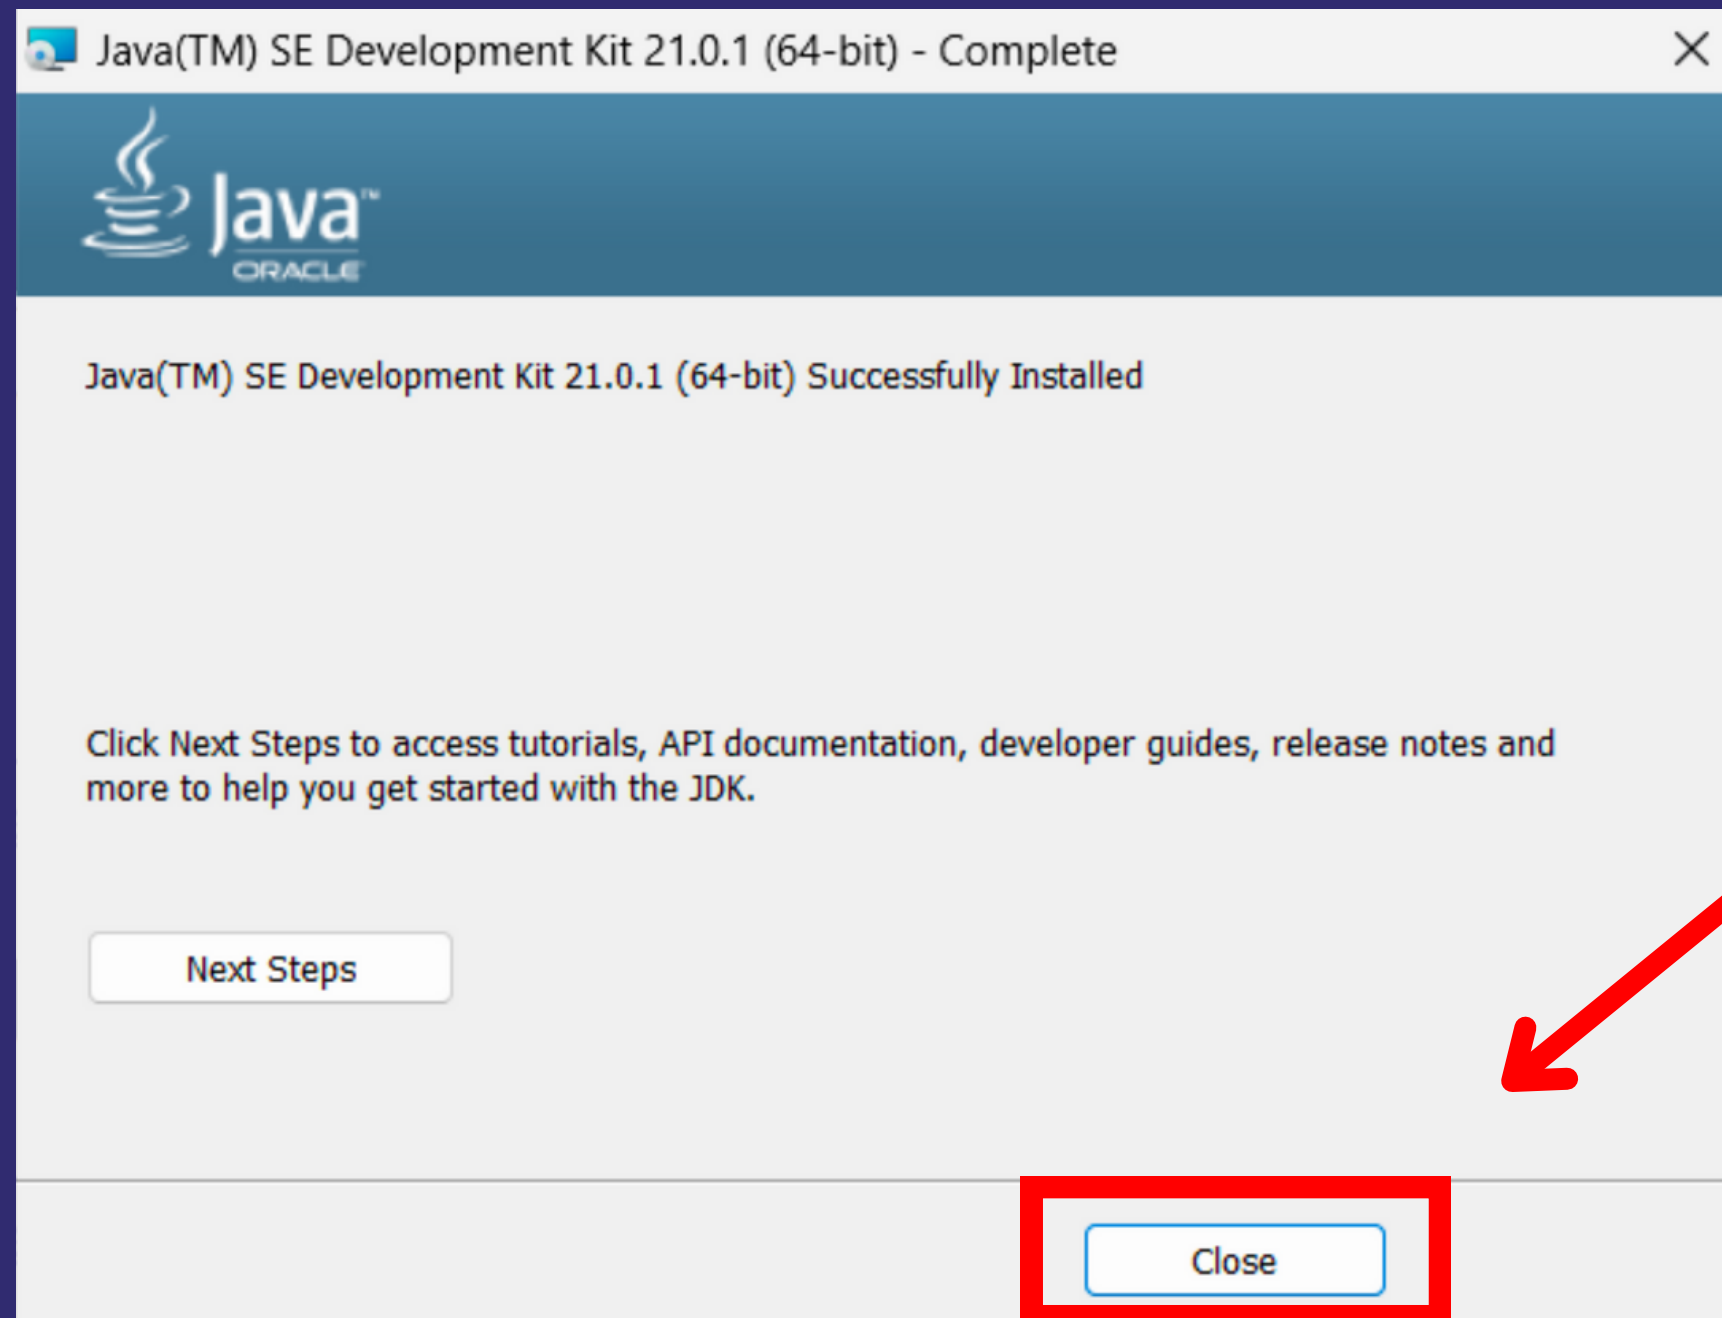 Java(TM) SE Development Kit 21.0.1 (64-bit) - Complete
Java™
ORACLE
Java(TM) SE Development Kit 21.0.1 (64-bit) Successfully Installed
Click Next Steps to access tutorials, API documentation, developer guides, release notes and
more to help you get started with the JDK.
Next Steps
Close